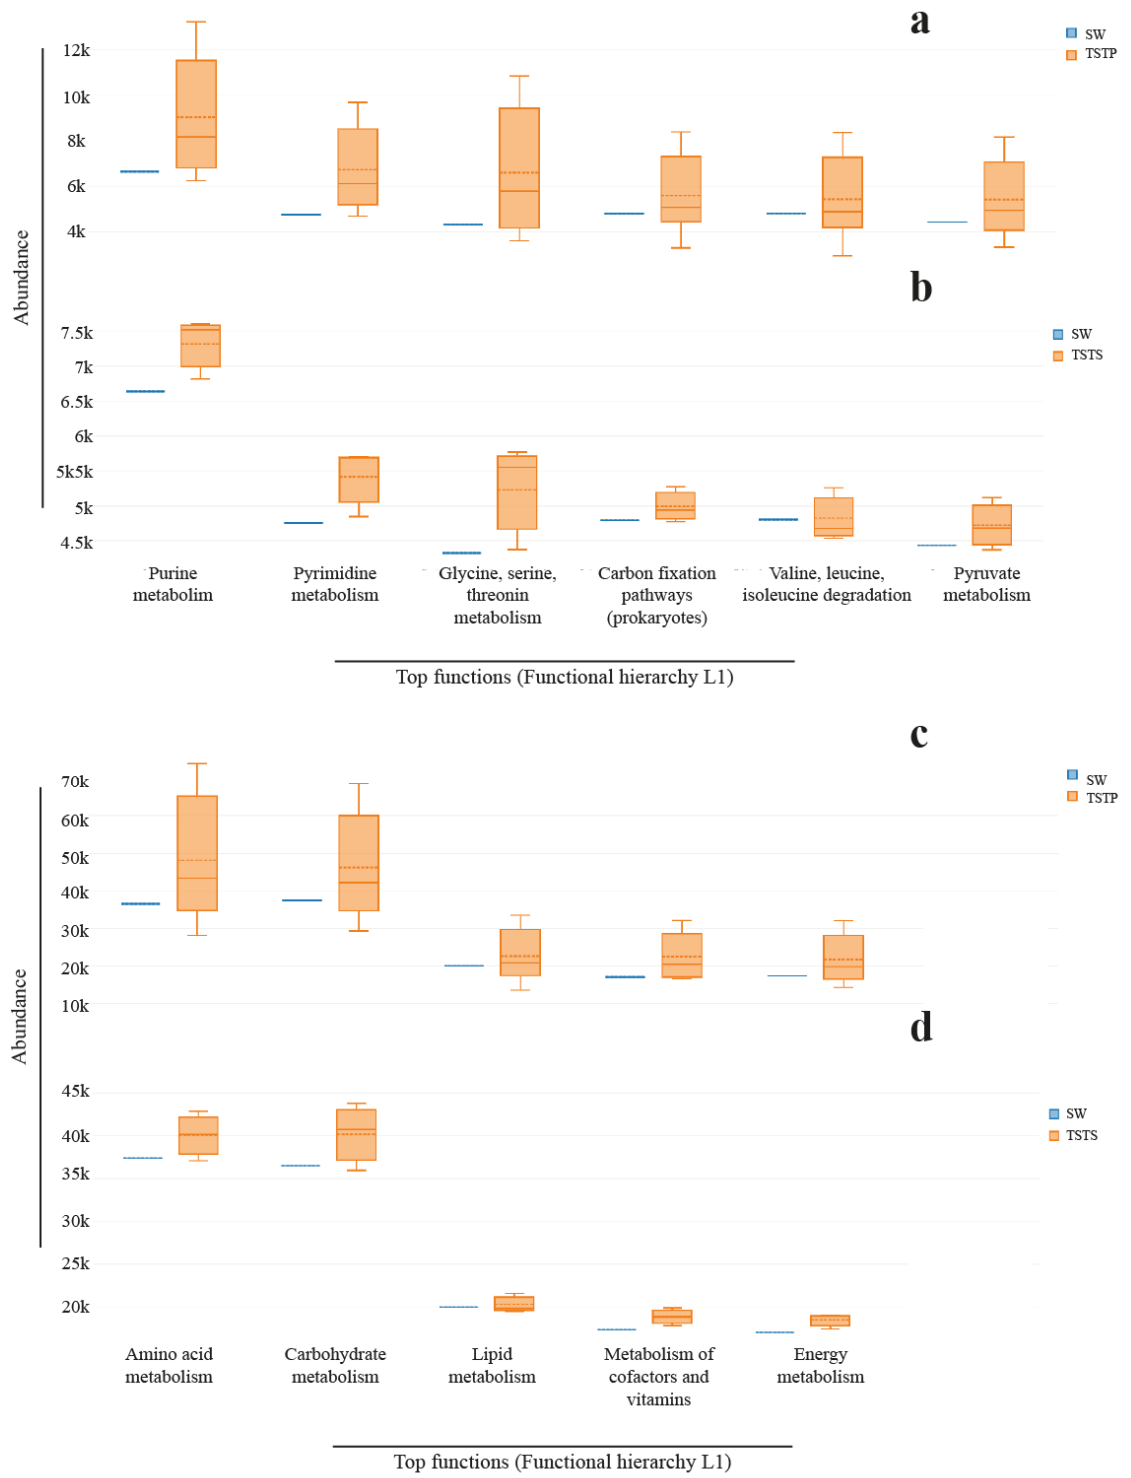 a
SW
TSTP
12k
10k
8k
6k
4k
Abundance
b
SW
TSTS
7.5k
7k
6.5k
6k
5k5k
5k
4.5k
Purine
metabolim
Pyrimidine
metabolism
Glycine, serine,
threonin
metabolism
Carbon fixation
pathways
(prokaryotes)
Valine, leucine,
isoleucine degradation
Pyruvate
metabolism
Top functions (Functional hierarchy L1)
c
SW
TSTP
70k
60k
50k
40k
30k
20k
10k
Abundance
d
SW
TSTS
45k
40k
35k
30k
25k
20k
Amino acid
metabolism
Carbohydrate
metabolism
Lipid
metabolism
Metabolism of
cofactors and
vitamins
Energy
metabolism
Top functions (Functional hierarchy L1)